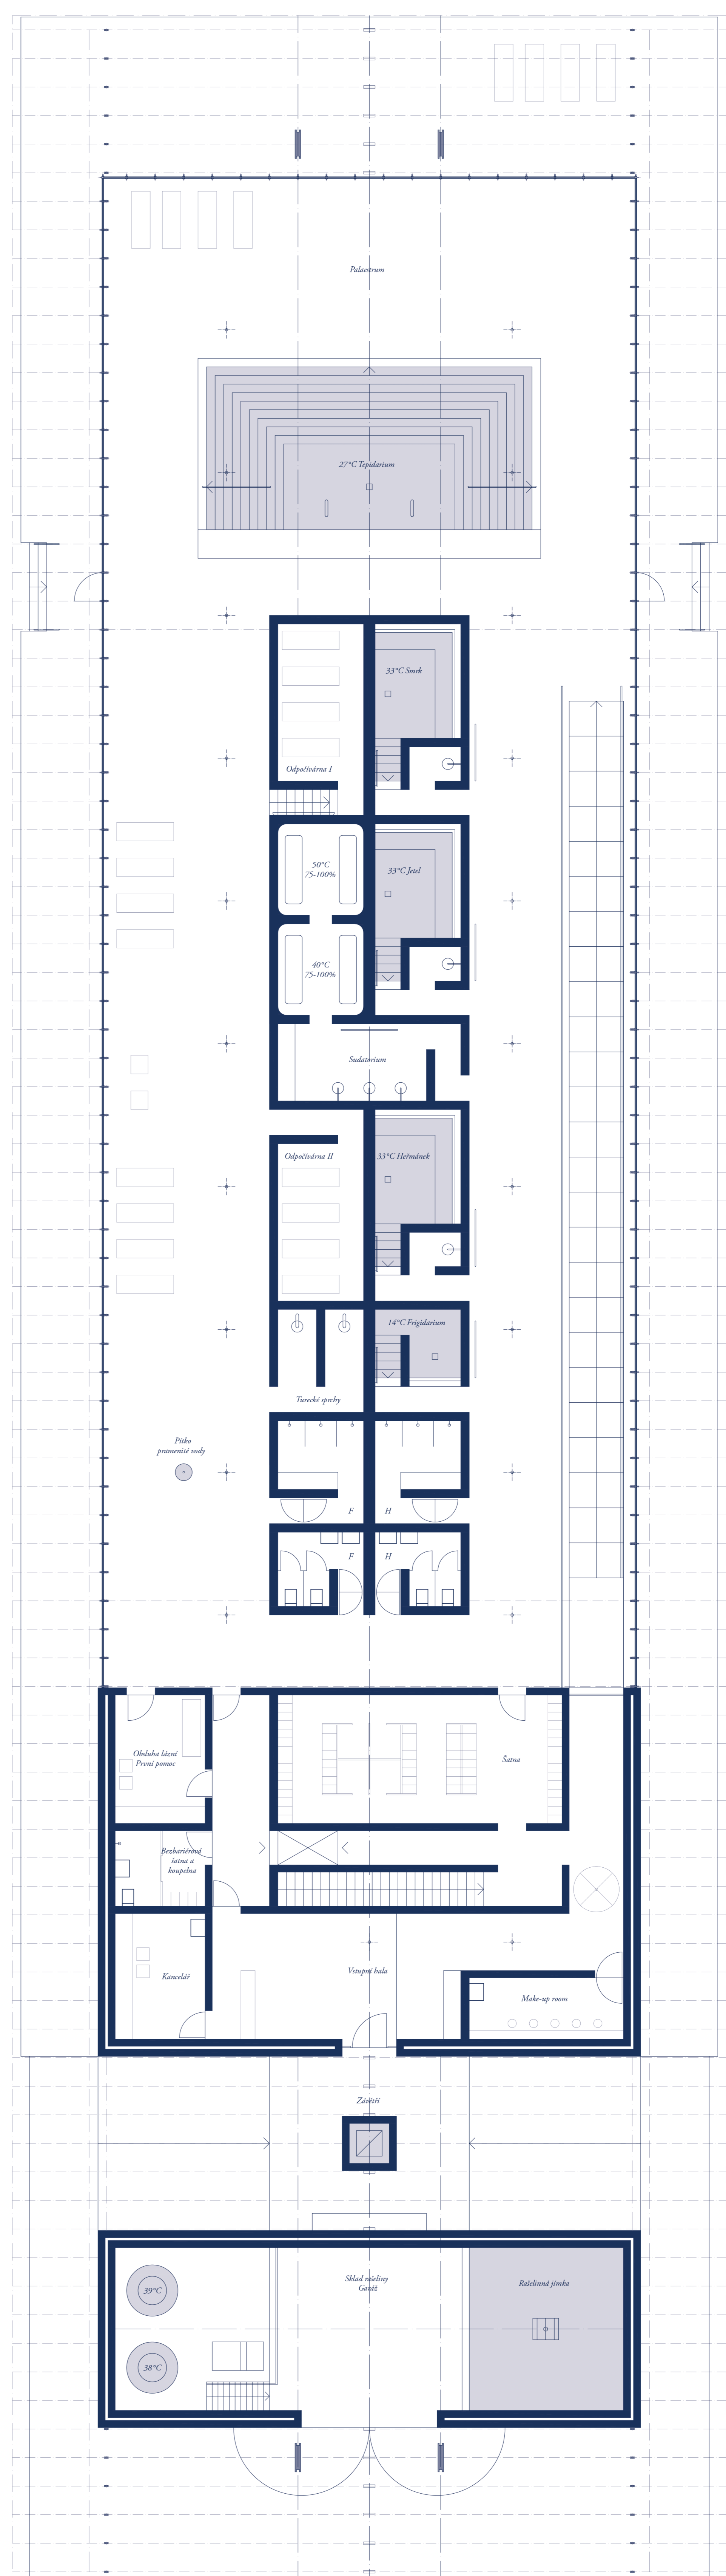 Palaestrum
27°C Tepidarium
33°C Smrk
Odpočívárna I
50°C
75-100%
33°C Jetel
40°C
75-100%
Sudatorium
Odpočívárna II
33°C Heřmánek
14°C Frigidarium
Turecké sprchy
Pítko
pramenité vody
F
H
F
H
Obsluha lázní
První pomoc
Šatna
Bezbariérová
šatna a
koupelna
Vstupní hala
Kancelář
Make-up room
Závětří
Sklad rašeliny
Garáž
Rašelinná jímka
39°C
38°C